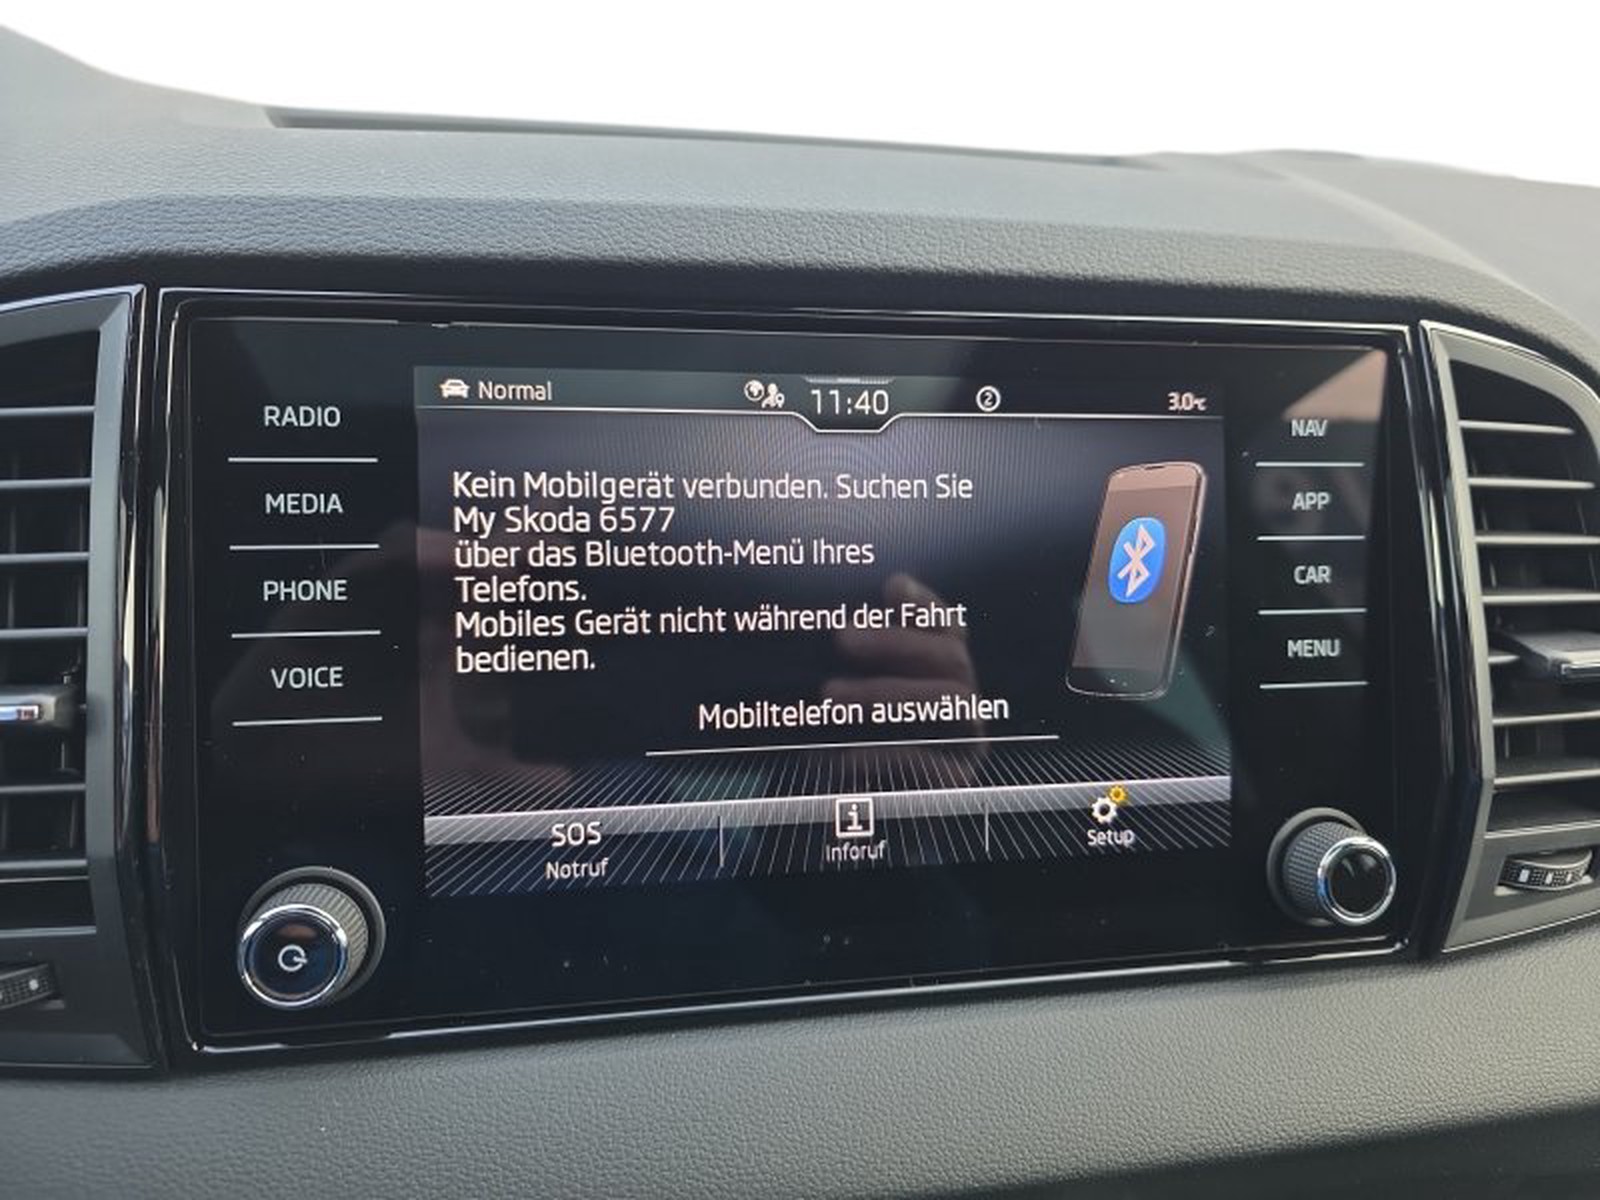 Normal
11:40
2
3.0°C
RADIO
MEDIA
PHONE
VOICE
Kein Mobilgerät verbunden. Suchen Sie
My Skoda 6577
über das Bluetooth-Menü Ihres
Telefons.
Mobiles Gerät nicht während der Fahrt
bedienen.
Mobiltelefon auswählen
SOS
Notruf
i
Inforuf
Setup
NAV
APP
CAR
MENU